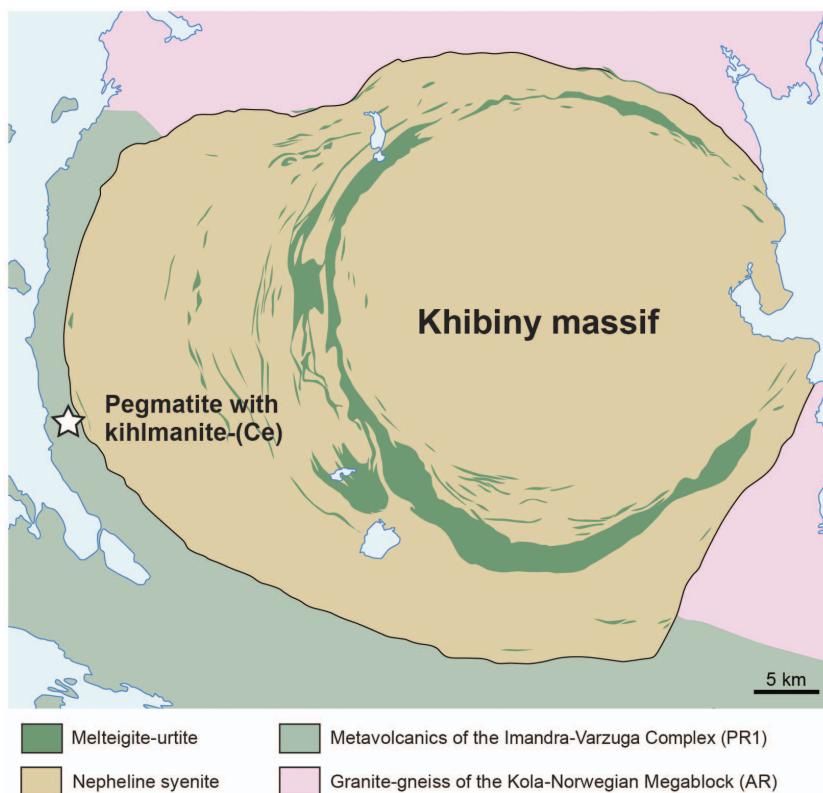 Khibiny massif
Pegmatite with
kihlmanite-(Ce)
5 km
Melteigite-urtite
Metavolcanics of the Imandra-Varzuga Complex (PR1)
Nepheline syenite
Granite-gneiss of the Kola-Norwegian Megablock (AR)